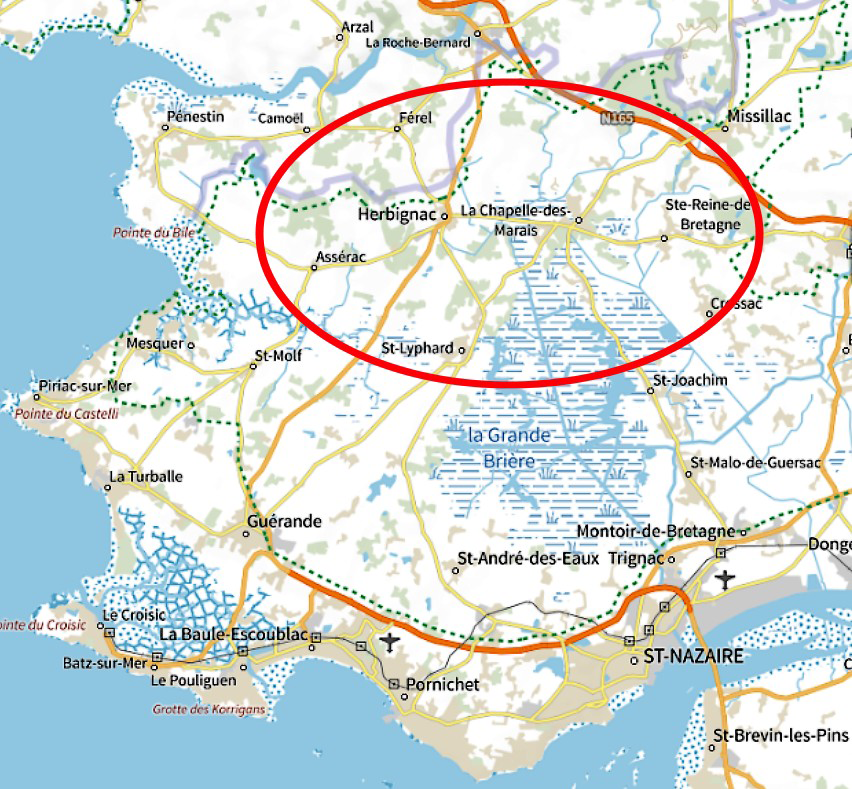 Arzal
La Roche-Bernard
Pénestin
Camoël
Férel
N165
Missillac
Herbignac
La Chapelle-des-
Marais
Ste-Reine-de-
Bretagne
Pointe du Bile
Assérac
Mesquer
St-Molf
St-Lyphard
St-Joachim
Piriac-sur-Mer
Pointe du Castelli
la Grande
Brière
La Turballe
St-Malo-de-Guersac
Guérande
Montoir-de-Bretagne
Donge
St-André-des-Eaux
Trignac
Le Croisic
ointe du Croisic
La Baule-Escoublac
Batz-sur-Mer
Le Pouliguen
ST-NAZAIRE
Pornichet
Grotte des Korrigans
St-Brevin-les-Pins